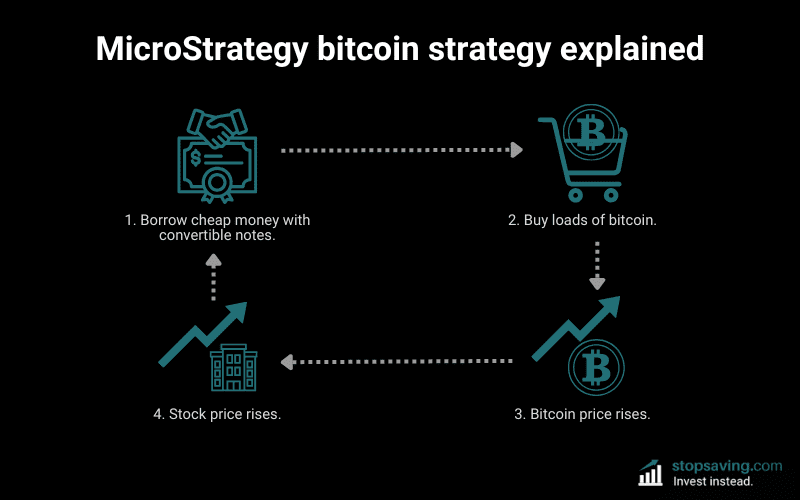 MicroStrategy bitcoin strategy explained
1. Borrow cheap money with
convertible notes.
2. Buy loads of bitcoin.
4. Stock price rises.
3. Bitcoin price rises.
stopsaving.com
Invest instead.